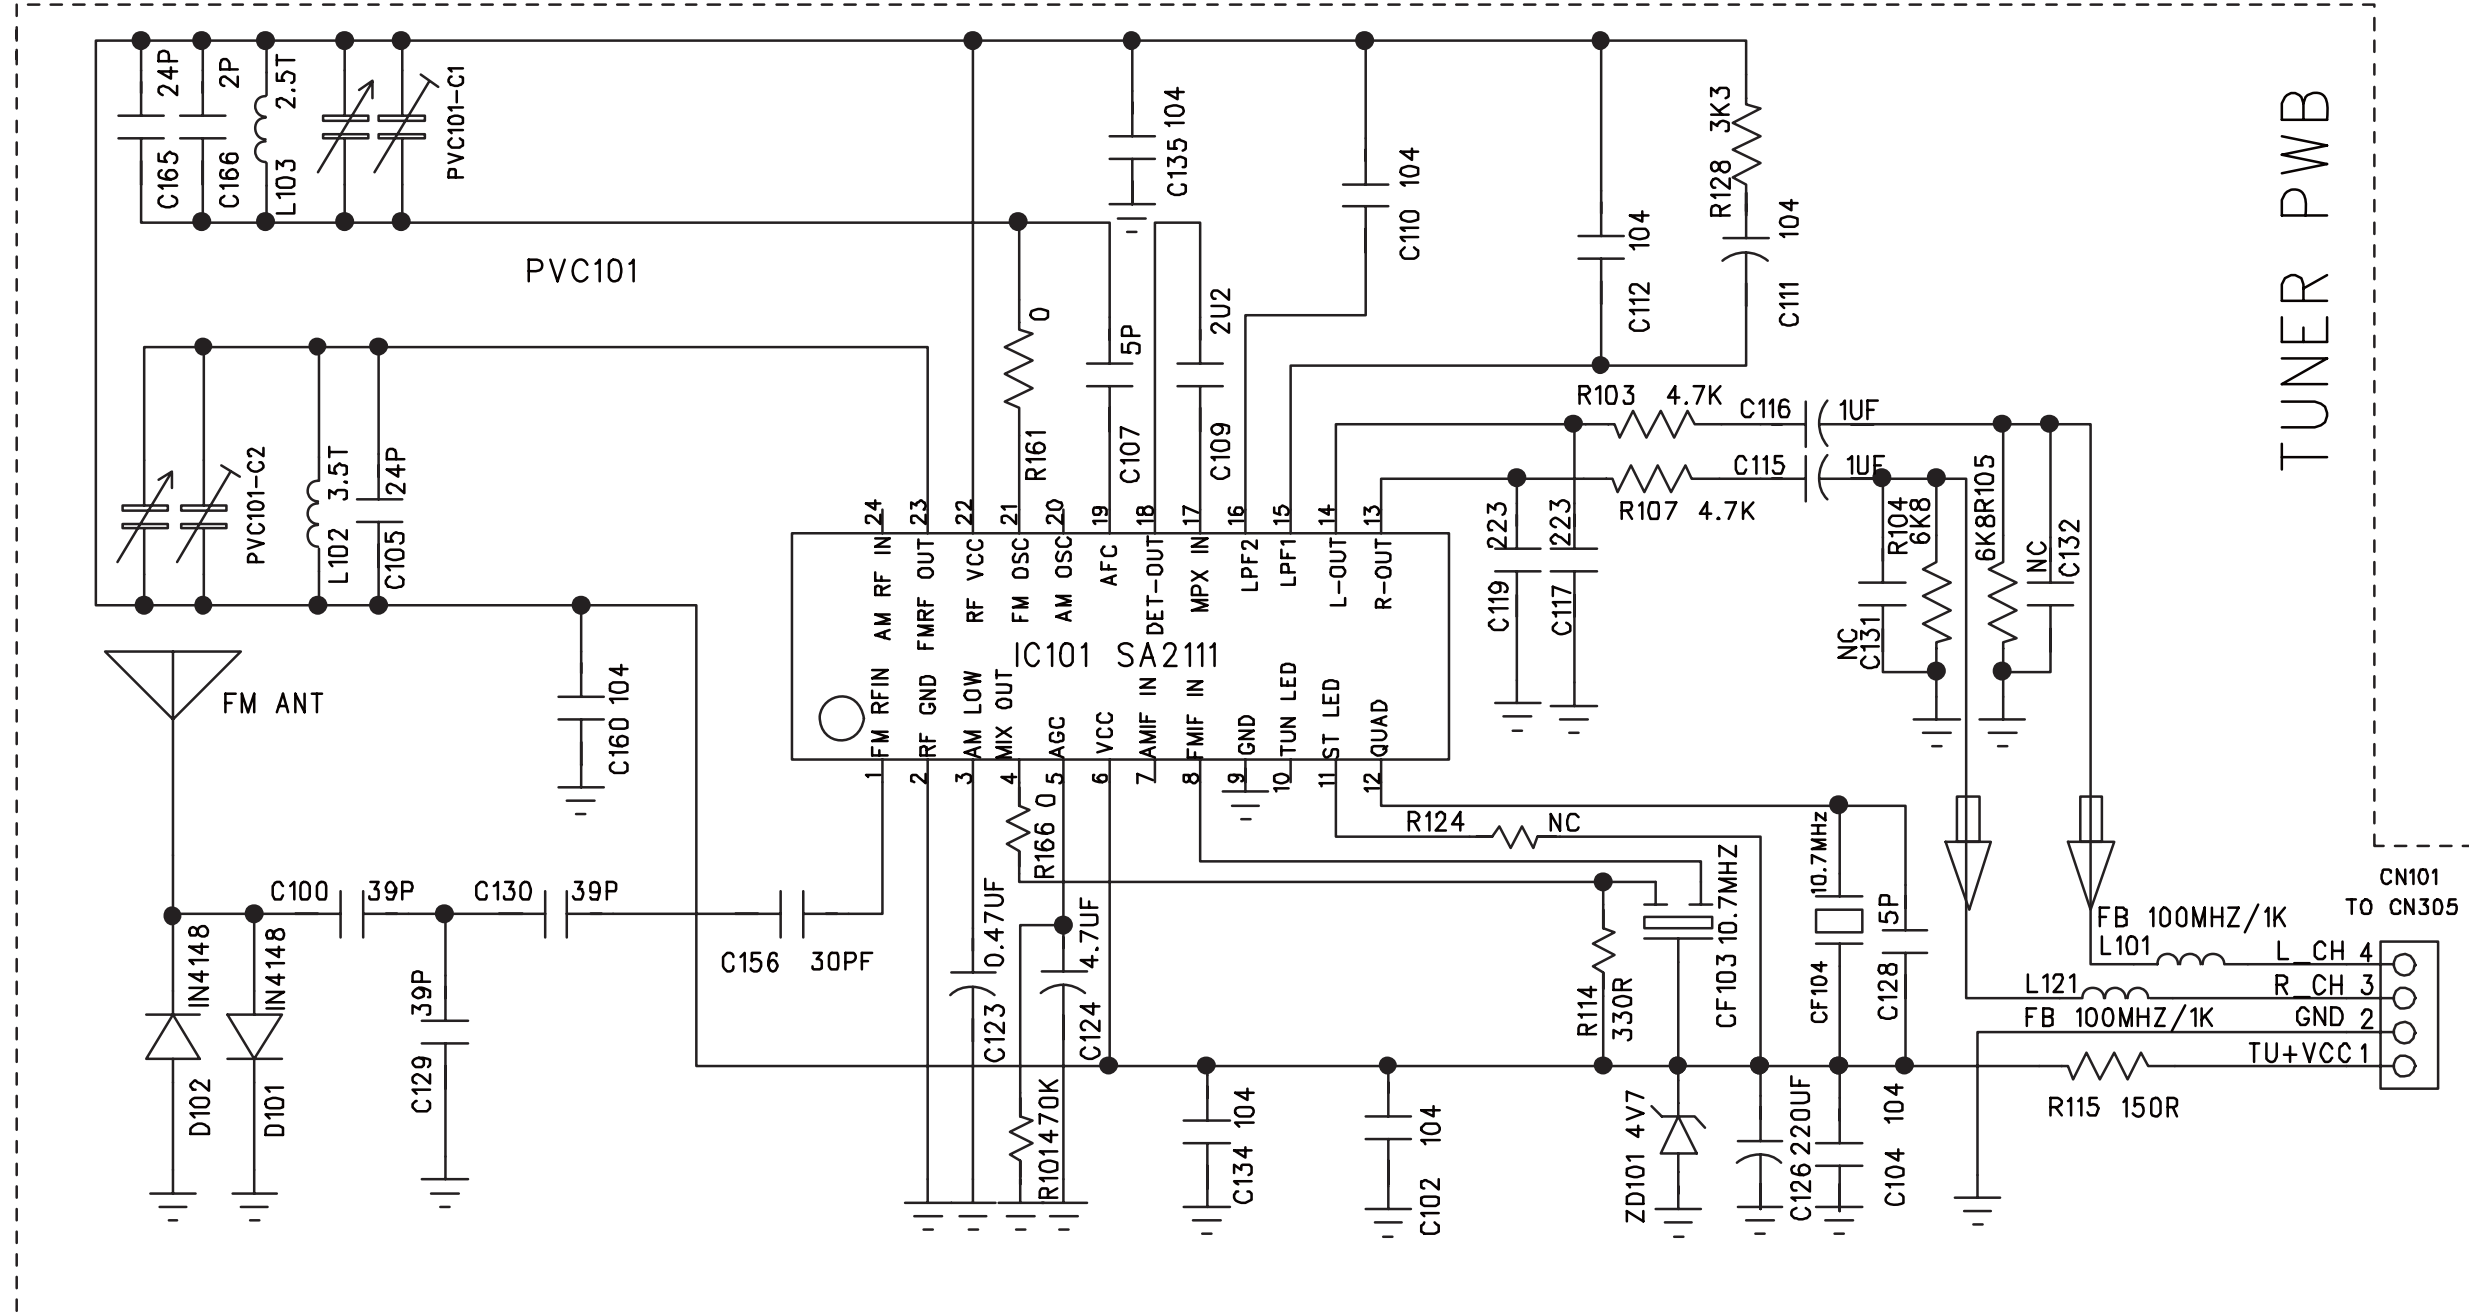 24P
C165
2P
C166
2.5T
L103
PVC101-C1
PVC101
C135 104
C110 104
104
C112
R128 3K3
104
C111
TUNER PWB
0
R161
5P
C107
2U2
C109
PVC101-C2
L102 3.5T
24P
C105
R103 4.7K
C116 1UF
C115 1UF
R107 4.7K
223
C119
223
C117
R104
6K8
NC
C131
6K8R105
NC
C132
24 23 22 21 20 19 18 17 16 15 14 13
AM RF IN
FMRF OUT
RF VCC
FM OSC
AM OSC
AFC
DET-OUT
MPX IN
LPF2
LPF1
L-OUT
R-OUT
IC101 SA2111
FM RFIN
RF GND
AM LOW
MIX OUT
AGC
VCC
AMIF IN
FMIF IN
GND
TUN LED
ST LED
QUAD
1 2 3 4 5 6 7 8 9 10 11 12
FM ANT
C160 104
R166 0
R124 NC
C100 39P
C130 39P
C156 30PF
IN4148
D102
IN4148
D101
39P
C129
0.47UF
C123
4.7UF
C124
R101470K
C134 104
104
C102
R114
330R
CF103 10.7MHZ
10.7MHz
CF104
5P
C128
ZD101 4V7
C126 220UF
C104 104
CN101
TO CN305
FB 100MHZ/1K
L101
L_CH 4
L121
R_CH 3
FB 100MHZ/1K
GND 2
TU+VCC 1
R115 150R